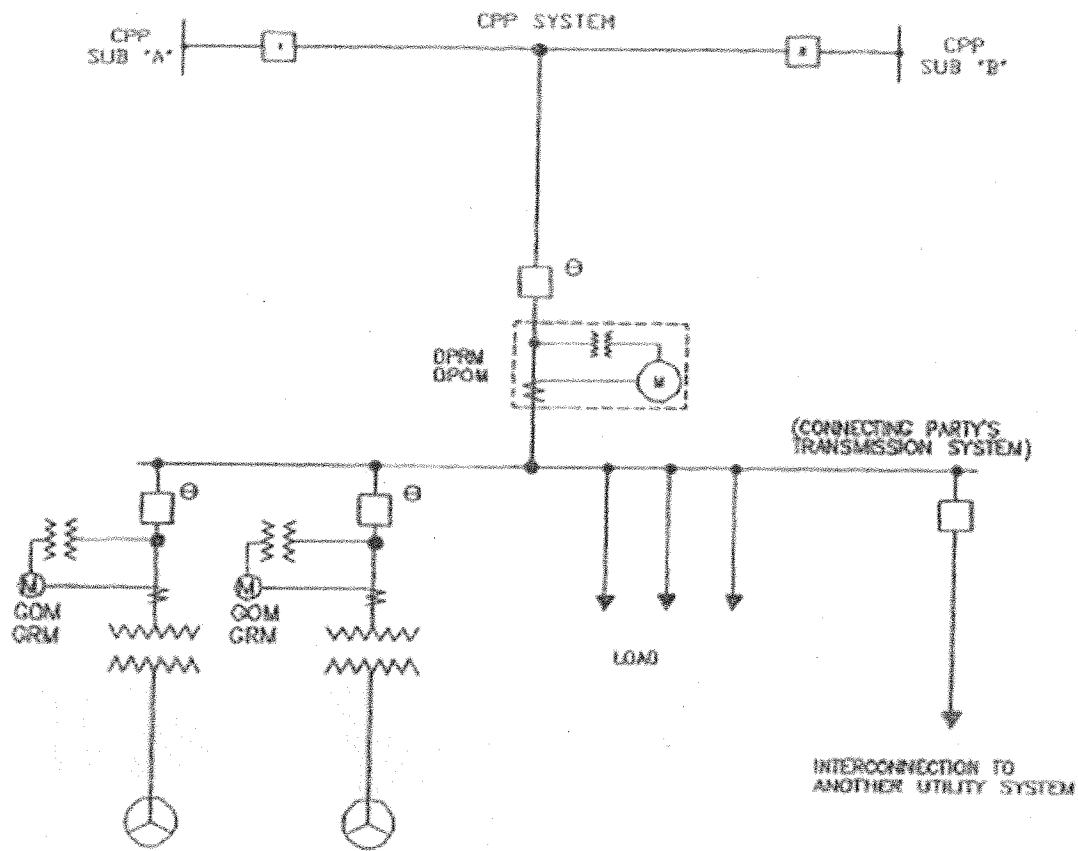 CPP SYSTEM
CPP
SUB "A"
CPP
SUB "B"
Θ
DPRM
DPOM
M
(CONNECTING PARTY'S
TRANSMISSION SYSTEM)
Θ
Θ
M
GOM
GRM
M
GOM
GRM
LOAD
INTERCONNECTION TO
ANOTHER UTILITY SYSTEM